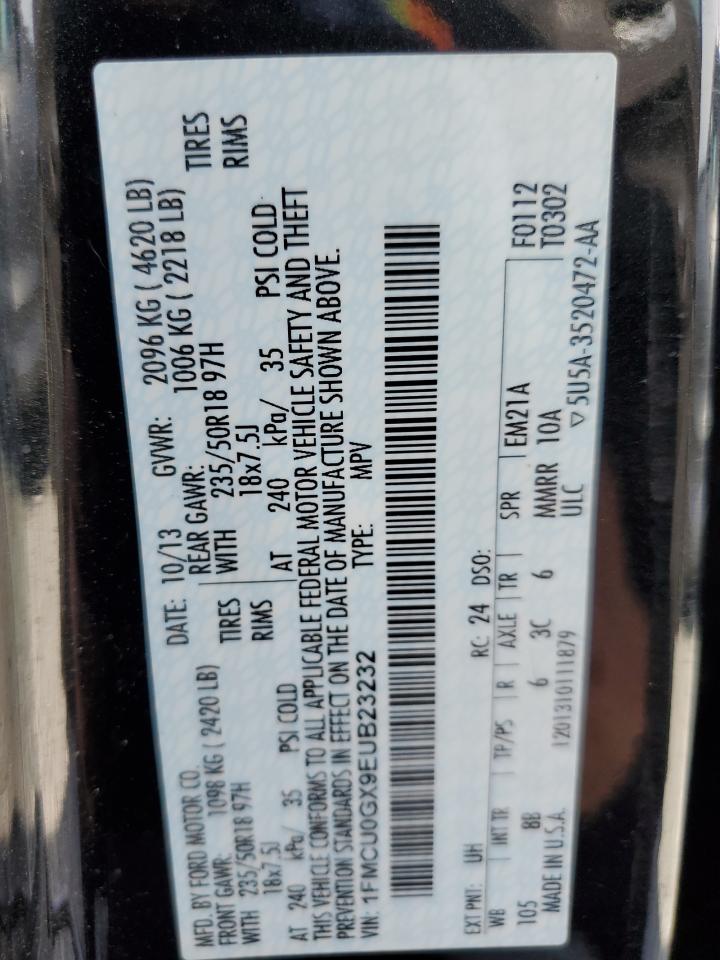 MFD. BY FORD MOTOR CO. DATE: 10/13 GVWR: 2096 KG ( 4620 LB)
FRONT GAWR: 1098 KG ( 2420 LB) REAR GAWR: 1006 KG ( 2218 LB)
WITH 235/50R18 97H TIRES WITH 235/50R18 97H TIRES
18x7.5J RIMS 18x7.5J RIMS
AT 240 kPa/ 35 PSI COLD AT 240 kPa/ 35 PSI COLD
THIS VEHICLE CONFORMS TO ALL APPLICABLE FEDERAL MOTOR VEHICLE SAFETY AND THEFT
PREVENTION STANDARDS IN EFFECT ON THE DATE OF MANUFACTURE SHOWN ABOVE.
VIN: 1FMCU0GX9EUB23232 TYPE: MPV
EXT PNT: UH RC: 24 DSO: F0112
WB INT TR TP/PS R AXLE TR SPR EM21A T0302
105 8B 6 3C 6 MMRR 10A
MADE IN U.S.A. 1201310111879 ULC ▽5U5A-3520472-AA